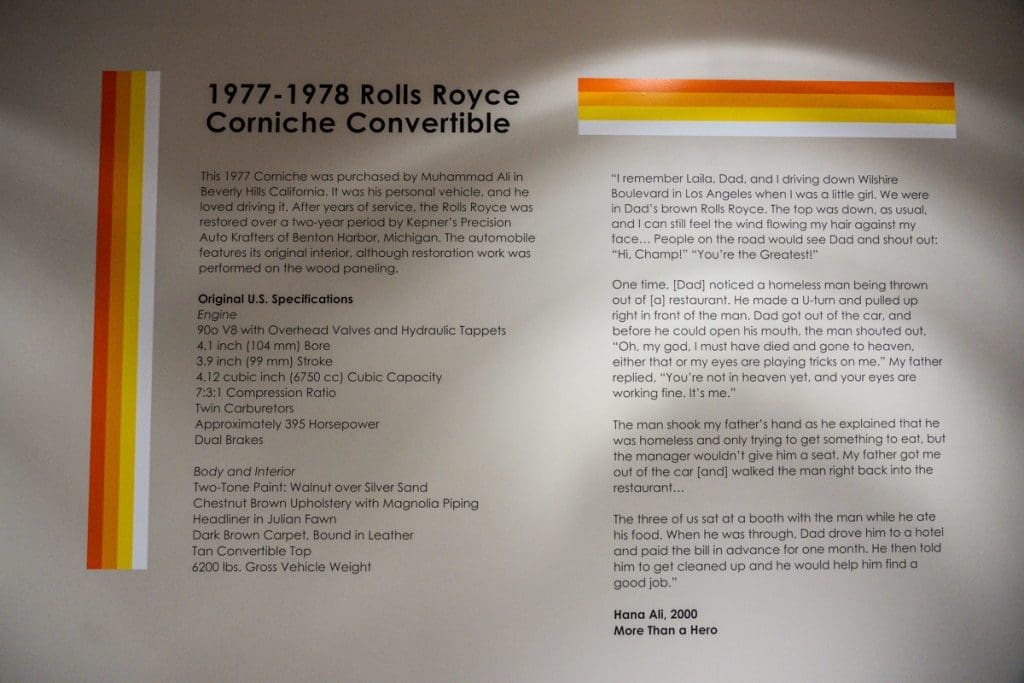 1977-1978 Rolls Royce
Corniche Convertible
This 1977 Corniche was purchased by Muhammad Ali in
Beverly Hills California. It was his personal vehicle, and he
loved driving it. After years of service, the Rolls Royce was
restored over a two-year period by Kepner's Precision
Auto Krafters of Benton Harbor, Michigan. The automobile
features its original interior, although restoration work was
performed on the wood paneling.
Original U.S. Specifications
Engine
90o V8 with Overhead Valves and Hydraulic Tappets
4.1 inch (104 mm) Bore
3.9 inch (99 mm) Stroke
4.12 cubic inch (6750 cc) Cubic Capacity
7:3:1 Compression Ratio
Twin Carburetors
Approximately 395 Horsepower
Dual Brakes
Body and Interior
Two-Tone Paint: Walnut over Silver Sand
Chestnut Brown Upholstery with Magnolia Piping
Headliner in Julian Fawn
Dark Brown Carpet, Bound in Leather
Tan Convertible Top
6200 lbs. Gross Vehicle Weight
"I remember Laila, Dad, and I driving down Wilshire
Boulevard in Los Angeles when I was a little girl. We were
in Dad's brown Rolls Royce. The top was down, as usual,
and I can still feel the wind flowing my hair against my
face… People on the road would see Dad and shout out:
"Hi, Champ!" "You're the Greatest!"
One time, [Dad] noticed a homeless man being thrown
out of [a] restaurant. He made a U-turn and pulled up
right in front of the man. Dad got out of the car, and
before he could open his mouth, the man shouted out,
"Oh, my god, I must have died and gone to heaven,
either that or my eyes are playing tricks on me." My father
replied, "You're not in heaven yet, and your eyes are
working fine. It's me."
The man shook my father's hand as he explained that he
was homeless and only trying to get something to eat, but
the manager wouldn't give him a seat. My father got me
out of the car [and] walked the man right back into the
restaurant…
The three of us sat at a booth with the man while he ate
his food. When he was through, Dad drove him to a hotel
and paid the bill in advance for one month. He then told
him to get cleaned up and he would help him find a
good job."
Hana Ali, 2000
More Than a Hero